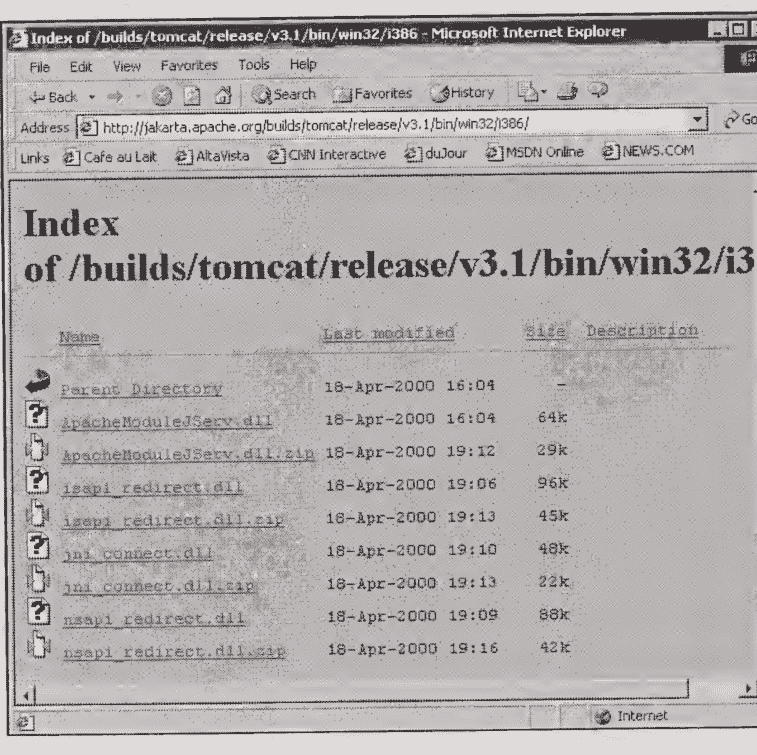 Index of /builds/tomcat/release/v3.1/bin/win32/i386 - Microsoft Internet Explorer
File Edit View Favorites Tools Help
Back Search Favorites History
Address http://jakarta.apache.org/builds/tomcat/release/v3.1/bin/win32/i386/ Go
Links Cafe au Lait AltaVista CNN Interactive duJour MSDN Online NEWS.COM
Index
of /builds/tomcat/release/v3.1/bin/win32/i3
Name Last modified Size Description
Parent Directory 18-Apr-2000 16:04 -
ApacheModuleJServ.dll 18-Apr-2000 16:04 64k
ApacheModuleJServ.dll.zip 18-Apr-2000 19:12 29k
isapi_redirect.dll 18-Apr-2000 19:06 96k
isapi_redirect.dll.zip 18-Apr-2000 19:13 45k
jni_connect.dll 18-Apr-2000 19:10 48k
jni_connect.dll.zip 18-Apr-2000 19:13 22k
nsapi_redirect.dll 18-Apr-2000 19:09 88k
nsapi_redirect.dll.zip 18-Apr-2000 19:16 42k
Internet